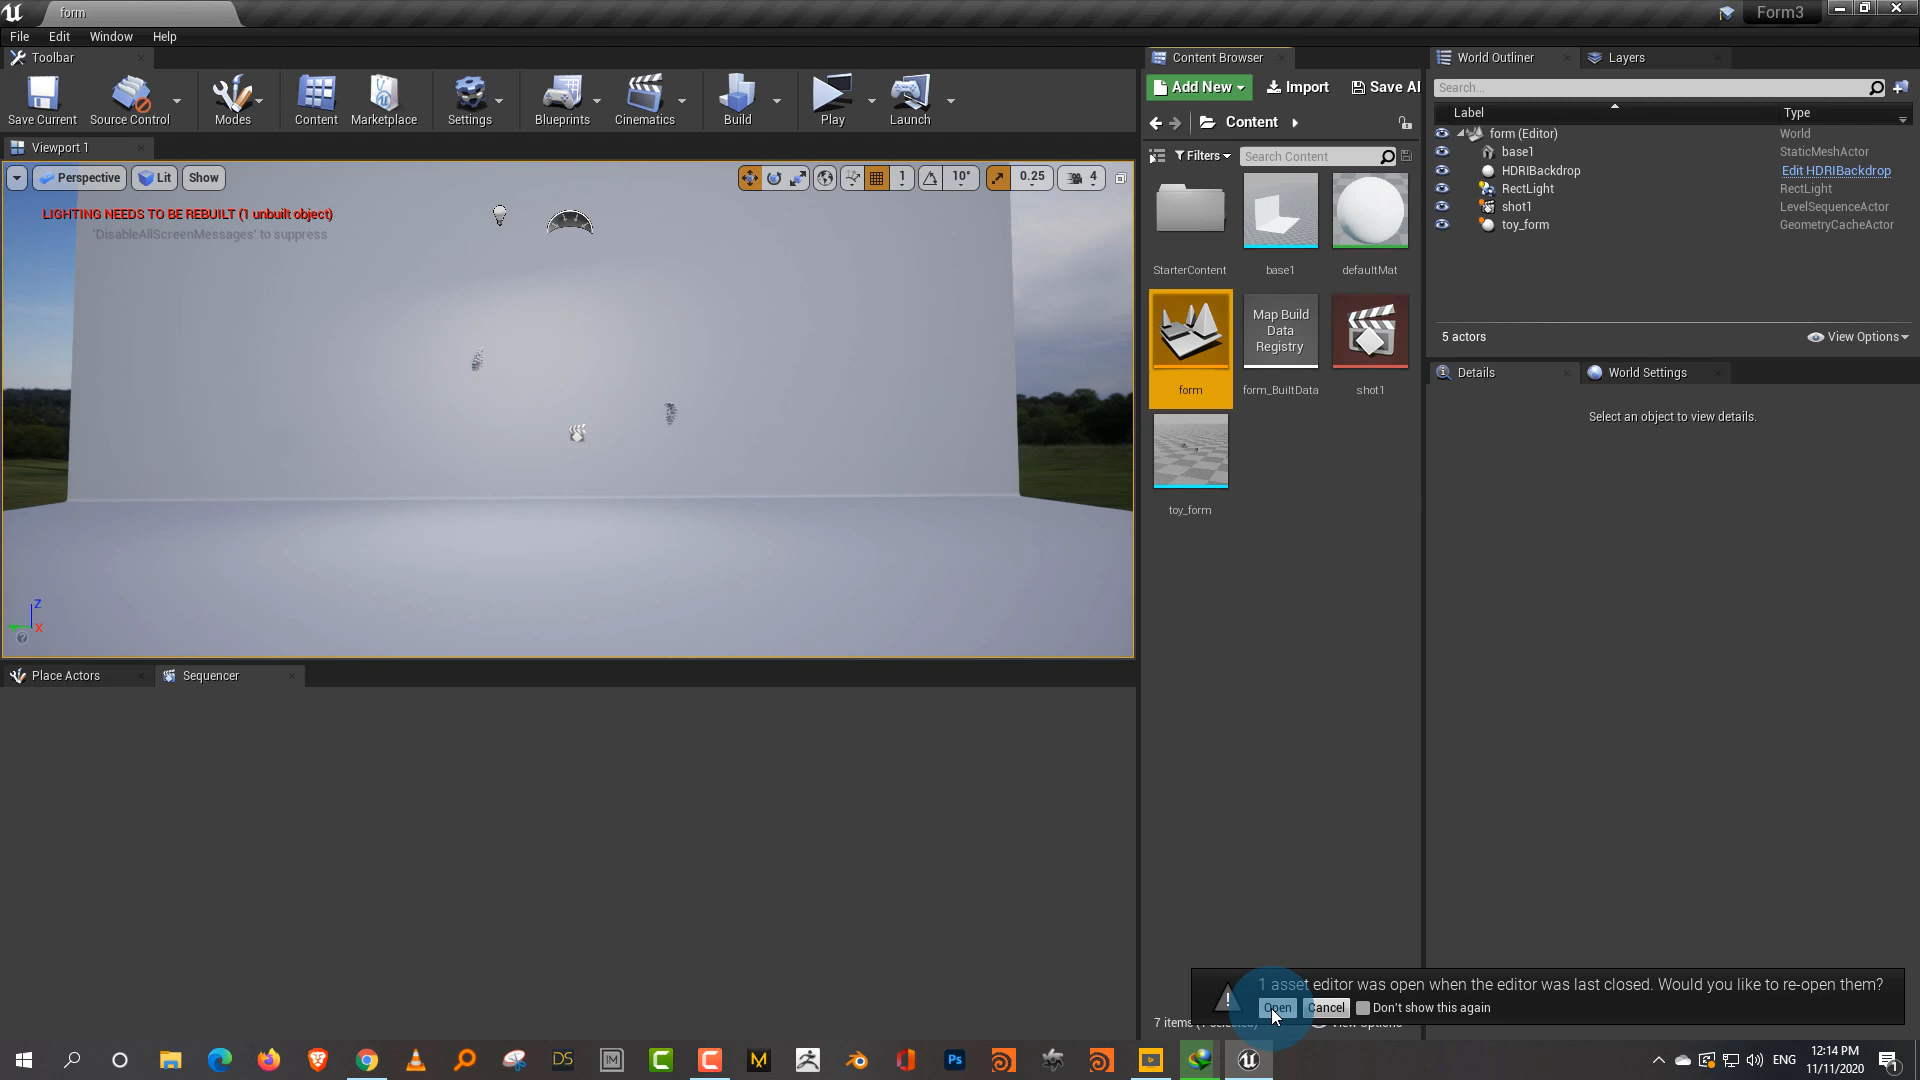 form
Form3
File Edit Window Help
Toolbar
Save Current Source Control Modes Content Marketplace Settings Blueprints Cinematics Build Play Launch
Viewport 1
Perspective Lit Show
1 10° 0.25 4
LIGHTING NEEDS TO BE REBUILT (1 unbuilt object)
'DisableAllScreenMessages' to suppress
Z
X
Place Actors Sequencer
Content Browser
Add New Import Save Al
Content
Filters Search Content
StarterContent base1 defaultMat
Map Build
Data
Registry
form form_BuiltData shot1
toy_form
7 items
World Outliner Layers
Search...
Label Type
form (Editor) World
base1 StaticMeshActor
HDRIBackdrop Edit HDRIBackdrop
RectLight RectLight
shot1 LevelSequenceActor
toy_form GeometryCacheActor
5 actors View Options
Details World Settings
Select an object to view details.
1 asset editor was open when the editor was last closed. Would you like to re-open them?
Open Cancel Don't show this again
DS
IM
C
C
M
Ps
ENG
12:14 PM
11/11/2020
1